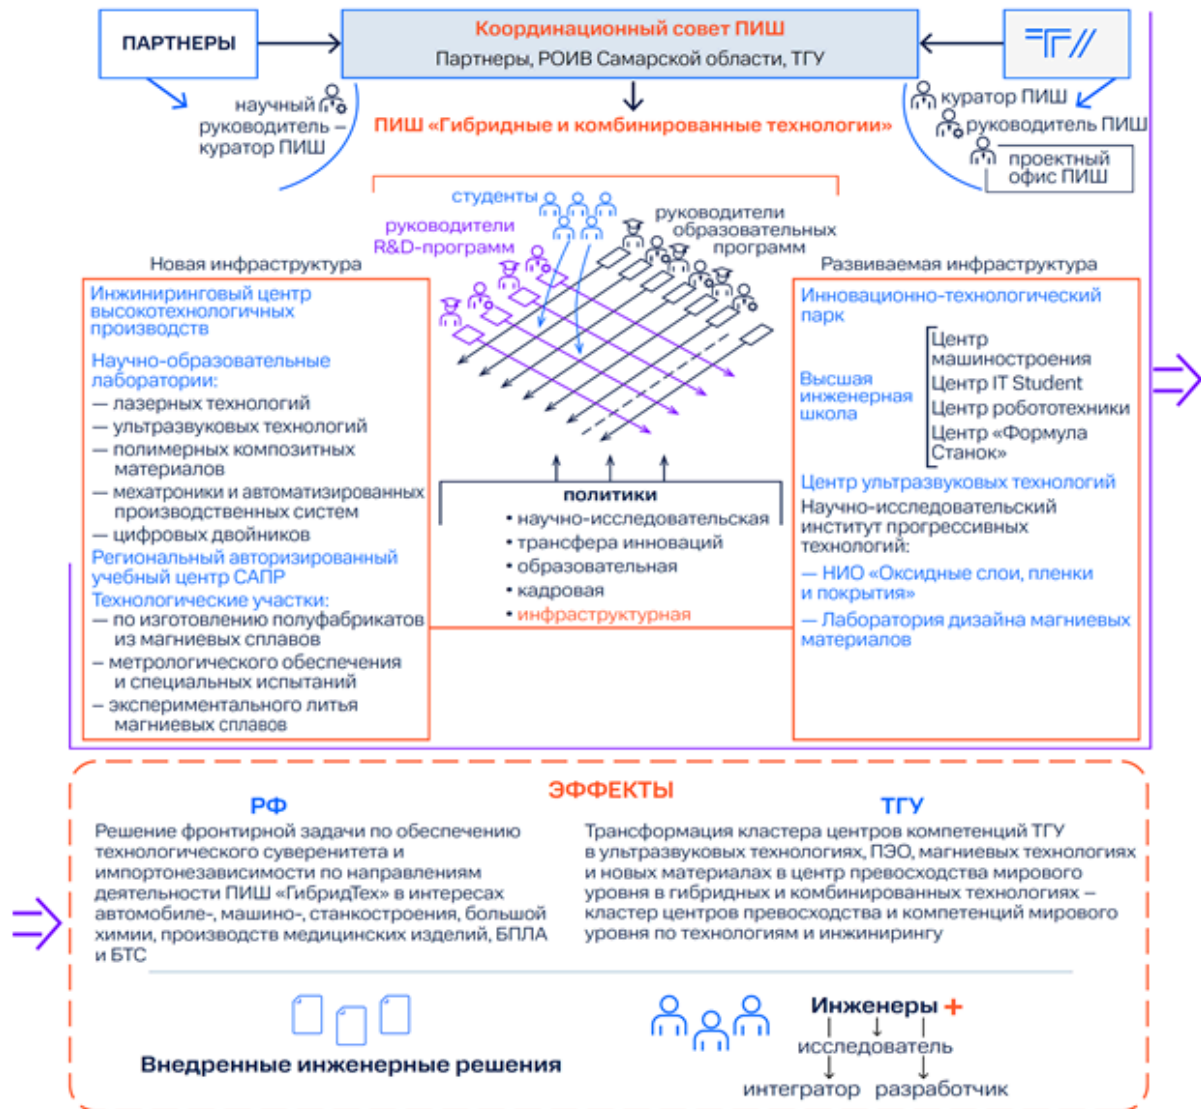 ПАРТНЕРЫ
Координационный совет ПИШ
Партнеры, РОИВ Самарской области, ТГУ
научный
руководитель –
куратор ПИШ
ПИШ «Гибридные и комбинированные технологии»
куратор ПИШ
руководитель ПИШ
проектный
офис ПИШ
студенты
руководители
R&D-программ
руководители
образовательных
программ
Новая инфраструктура
Инжиниринговый центр
высокотехнологичных
производств
Научно-образовательные
лаборатории:
— лазерных технологий
— ультразвуковых технологий
— полимерных композитных
материалов
— мехатроники и автоматизированных
производственных систем
— цифровых двойников
Региональный авторизированный
учебный центр САПР
Технологические участки:
— по изготовлению полуфабрикатов
из магниевых сплавов
— метрологического обеспечения
и специальных испытаний
— экспериментального литья
магниевых сплавов
политики
• научно-исследовательская
• трансфера инноваций
• образовательная
• кадровая
• инфраструктурная
Развиваемая инфраструктура
Инновационно-технологический
парк
Высшая
инженерная
школа
Центр
машиностроения
Центр IT Student
Центр робототехники
Центр «Формула
Станок»
Центр ультразвуковых технологий
Научно-исследовательский
институт прогрессивных
технологий:
— НИО «Оксидные слои, пленки
и покрытия»
— Лаборатория дизайна магниевых
материалов
ЭФФЕКТЫ
РФ
Решение фронтирной задачи по обеспечению
технологического суверенитета и
импортонезависимости по направлениям
деятельности ПИШ «ГибридТех» в интересах
автомобиле-, машино-, станкостроения, большой
химии, производств медицинских изделий, БПЛА
и БТС
ТГУ
Трансформация кластера центров компетенций ТГУ
в ультразвуковых технологиях, ПЭО, магниевых технологиях
и новых материалах в центр превосходства мирового
уровня в гибридных и комбинированных технологиях –
кластер центров превосходства и компетенций мирового
уровня по технологиям и инжинирингу
Внедренные инженерные решения
Инженеры +
исследователь
интегратор разработчик